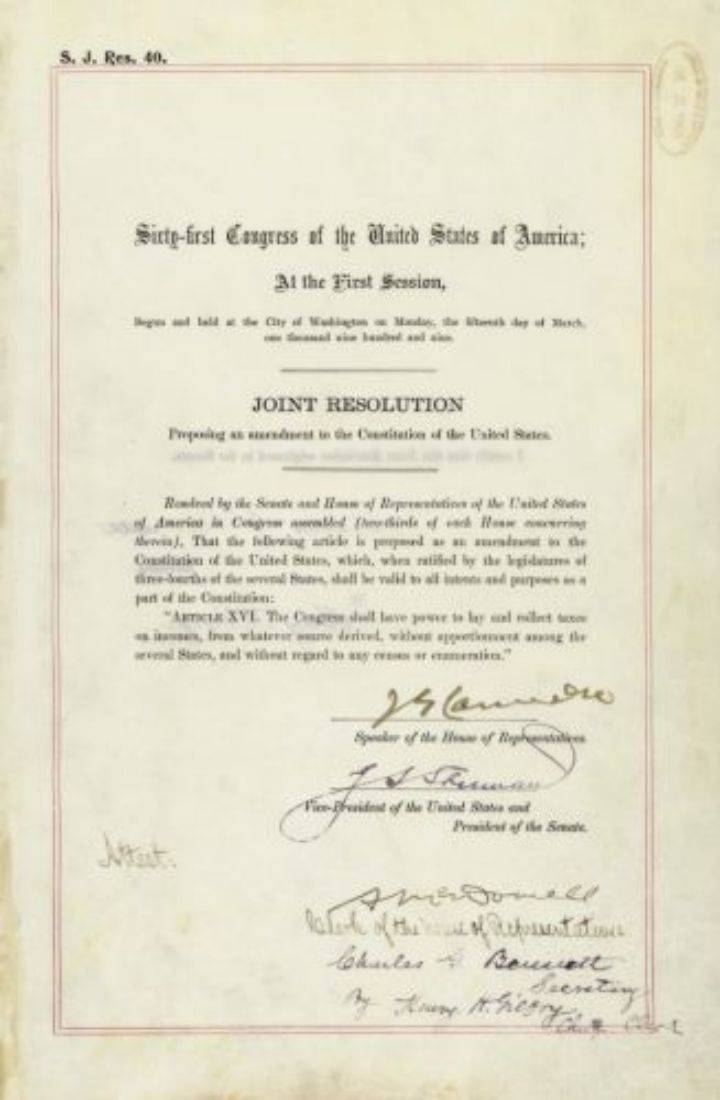 S. J. Res. 40.
Sixty-first Congress of the United States of America;
At the First Session,
Begun and held at the City of Washington on Monday, the fifteenth day of March,
one thousand nine hundred and nine.
JOINT RESOLUTION
Proposing an amendment to the Constitution of the United States.
Resolved by the Senate and House of Representatives of the United States
of America in Congress assembled (two-thirds of each House concurring
therein), That the following article is proposed as an amendment to the
Constitution of the United States, which, when ratified by the legislatures of
three-fourths of the several States, shall be valid to all intents and purposes as a
part of the Constitution:
"ARTICLE XVI. The Congress shall have power to lay and collect taxes
on incomes, from whatever source derived, without apportionment among the
several States, and without regard to any census or enumeration."
J G Cannon
Speaker of the House of Representatives.
J S Sherman
Vice-President of the United States and
President of the Senate.
Attest.
A McDowell
Clerk of the House of Representatives
Charles G Bennett
Secretary
By Henry H. Gilfry
Chief Clerk